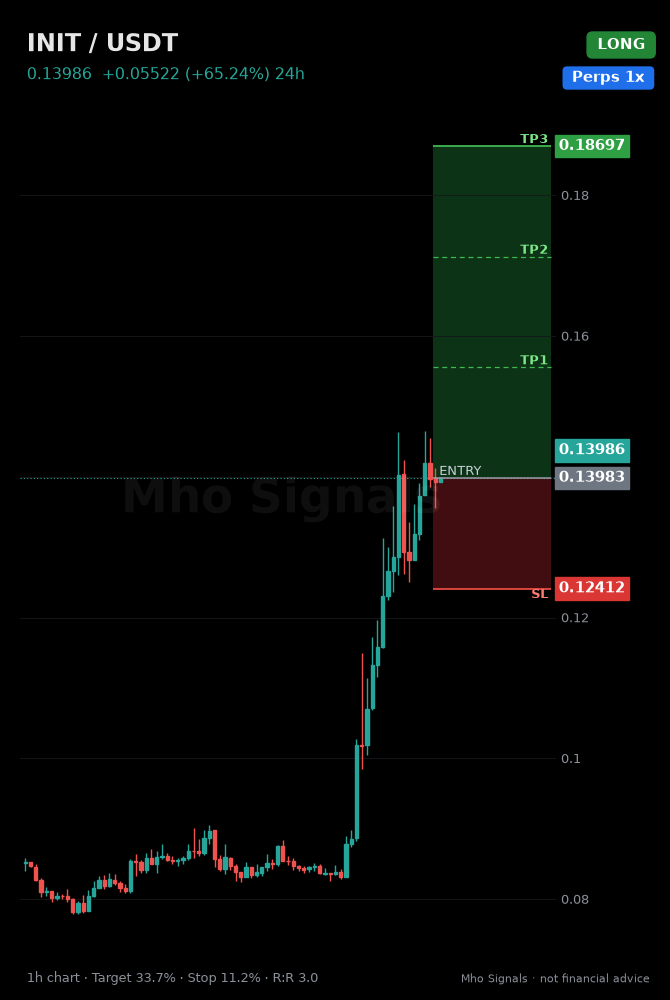 INIT / USDT
LONG
0.13986 +0.05522 (+65.24%) 24h
Perps 1x
TP3
0.18697
0.18
TP2
0.16
TP1
0.13986
ENTRY
0.13983
Mho Signals
0.12412
SL
0.12
0.1
0.08
1h chart · Target 33.7% · Stop 11.2% · R:R 3.0
Mho Signals · not financial advice